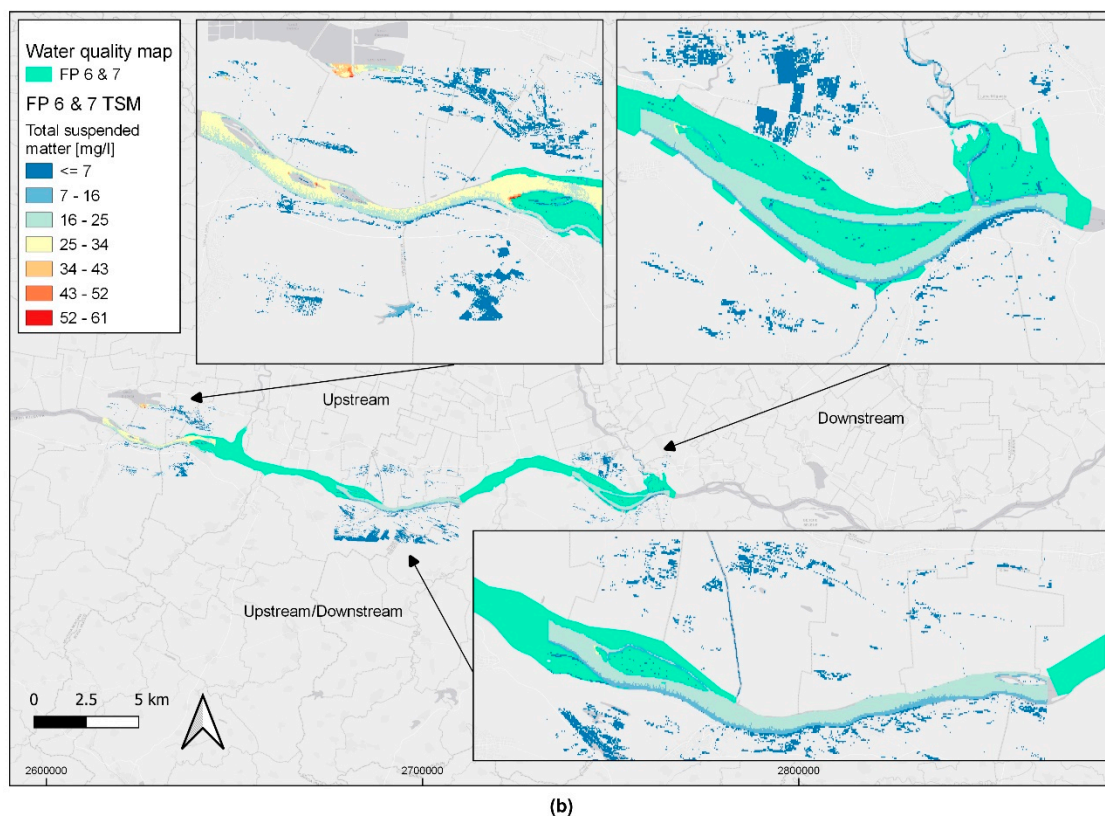 Water quality map
FP 6 & 7
FP 6 & 7 TSM
Total suspended
matter [mg/l]
<= 7
7 - 16
16 - 25
25 - 34
34 - 43
43 - 52
52 - 61
Upstream
Downstream
Upstream/Downstream
0 2.5 5 km
2600000 2700000 2800000
(b)